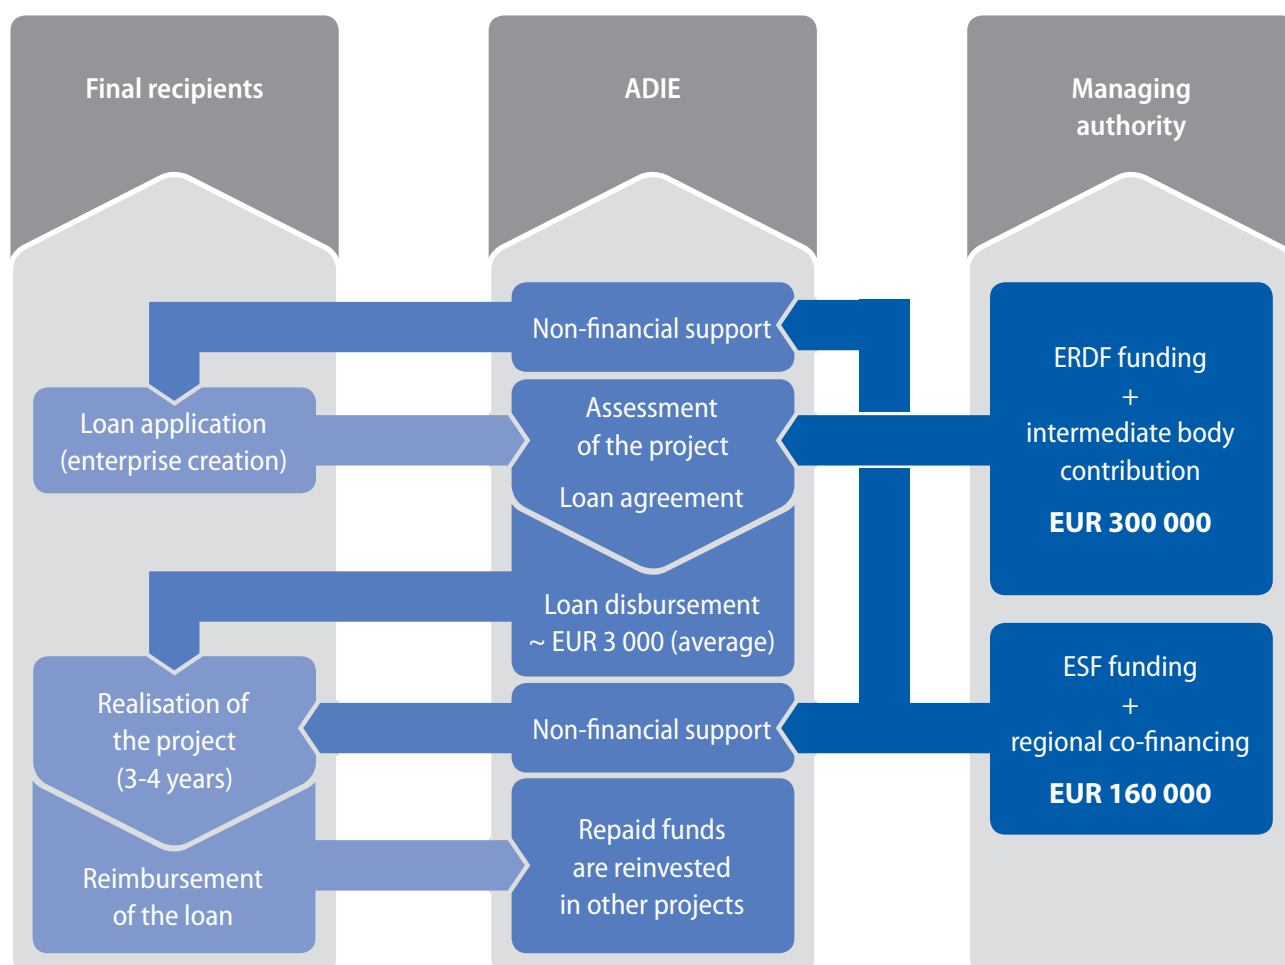 Final recipients
ADIE
Managing
authority
Non-financial support
Loan application
(enterprise creation)
Assessment
of the project
Loan agreement
ERDF funding
+
intermediate body
contribution
EUR 300 000
Loan disbursement
~ EUR 3 000 (average)
Realisation of
the project
(3-4 years)
Non-financial support
ESF funding
+
regional co-financing
EUR 160 000
Reimbursement
of the loan
Repaid funds
are reinvested
in other projects